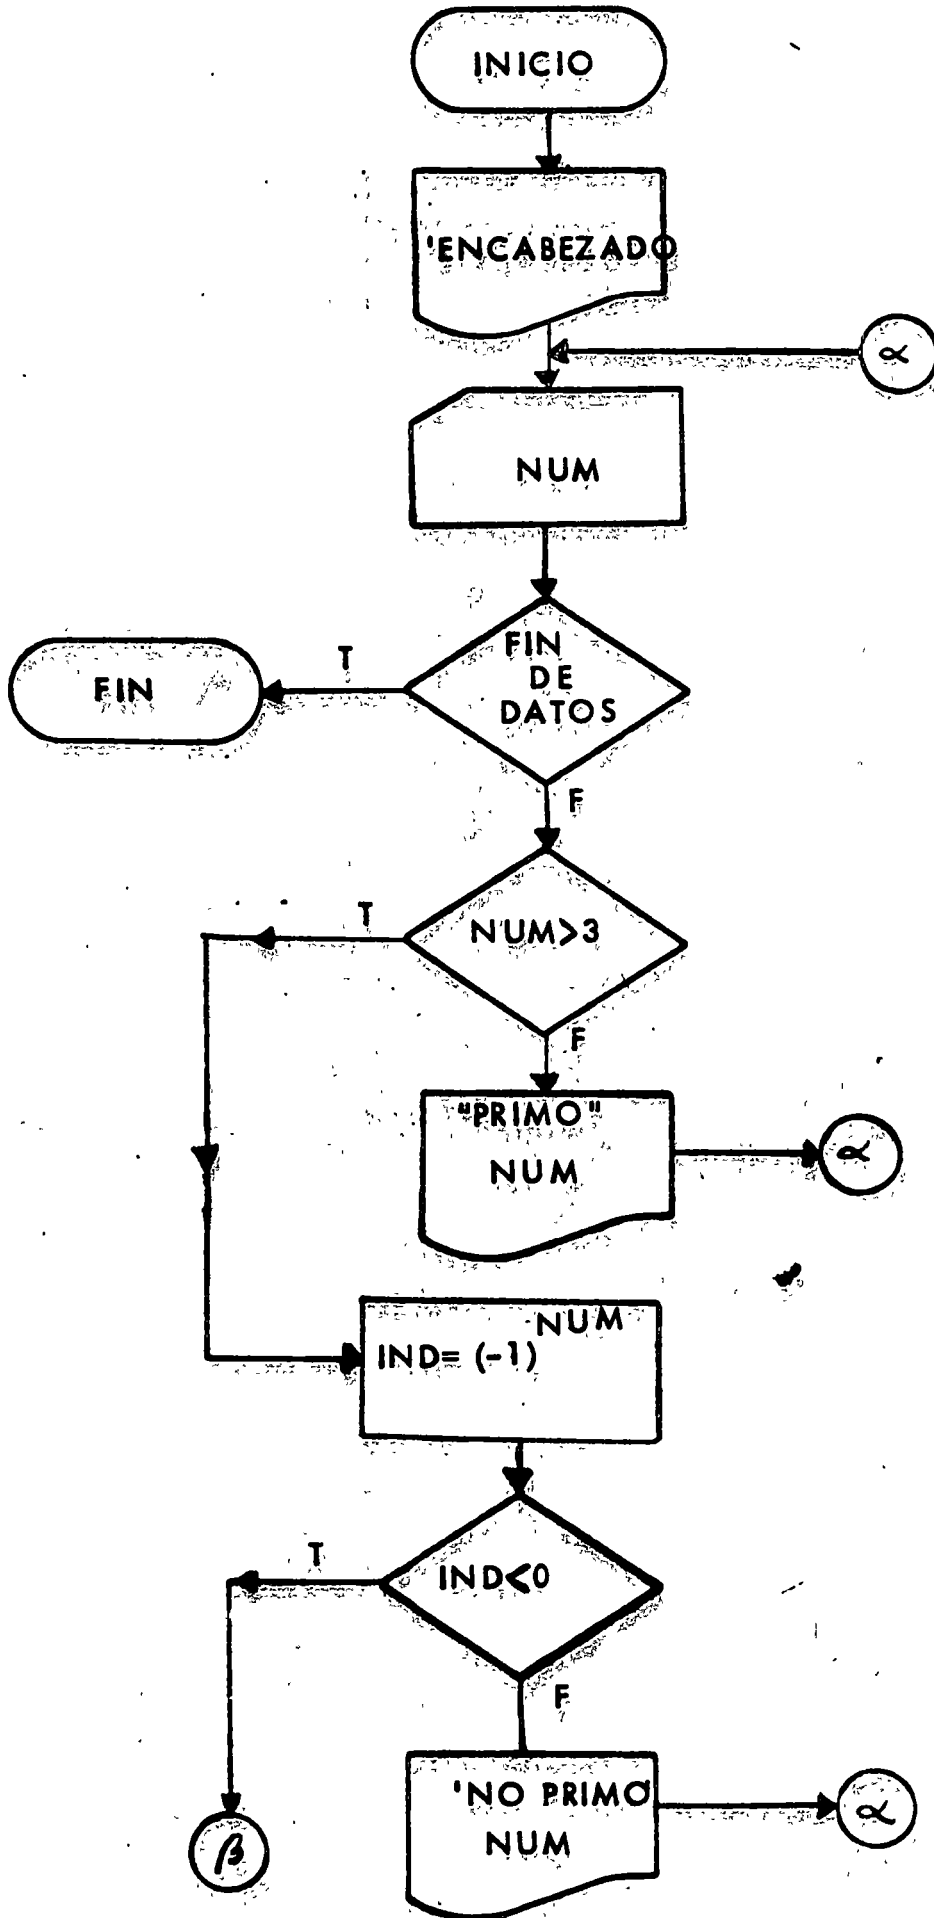 INICIO
'ENCABEZADO
α
NUM
FIN
DE
DATOS
T
FIN
F
NUM>3
T
F
"PRIMO"
NUM
α
NUM
IND= (-1)
IND<0
T
F
'NO PRIMO'
NUM
α
β